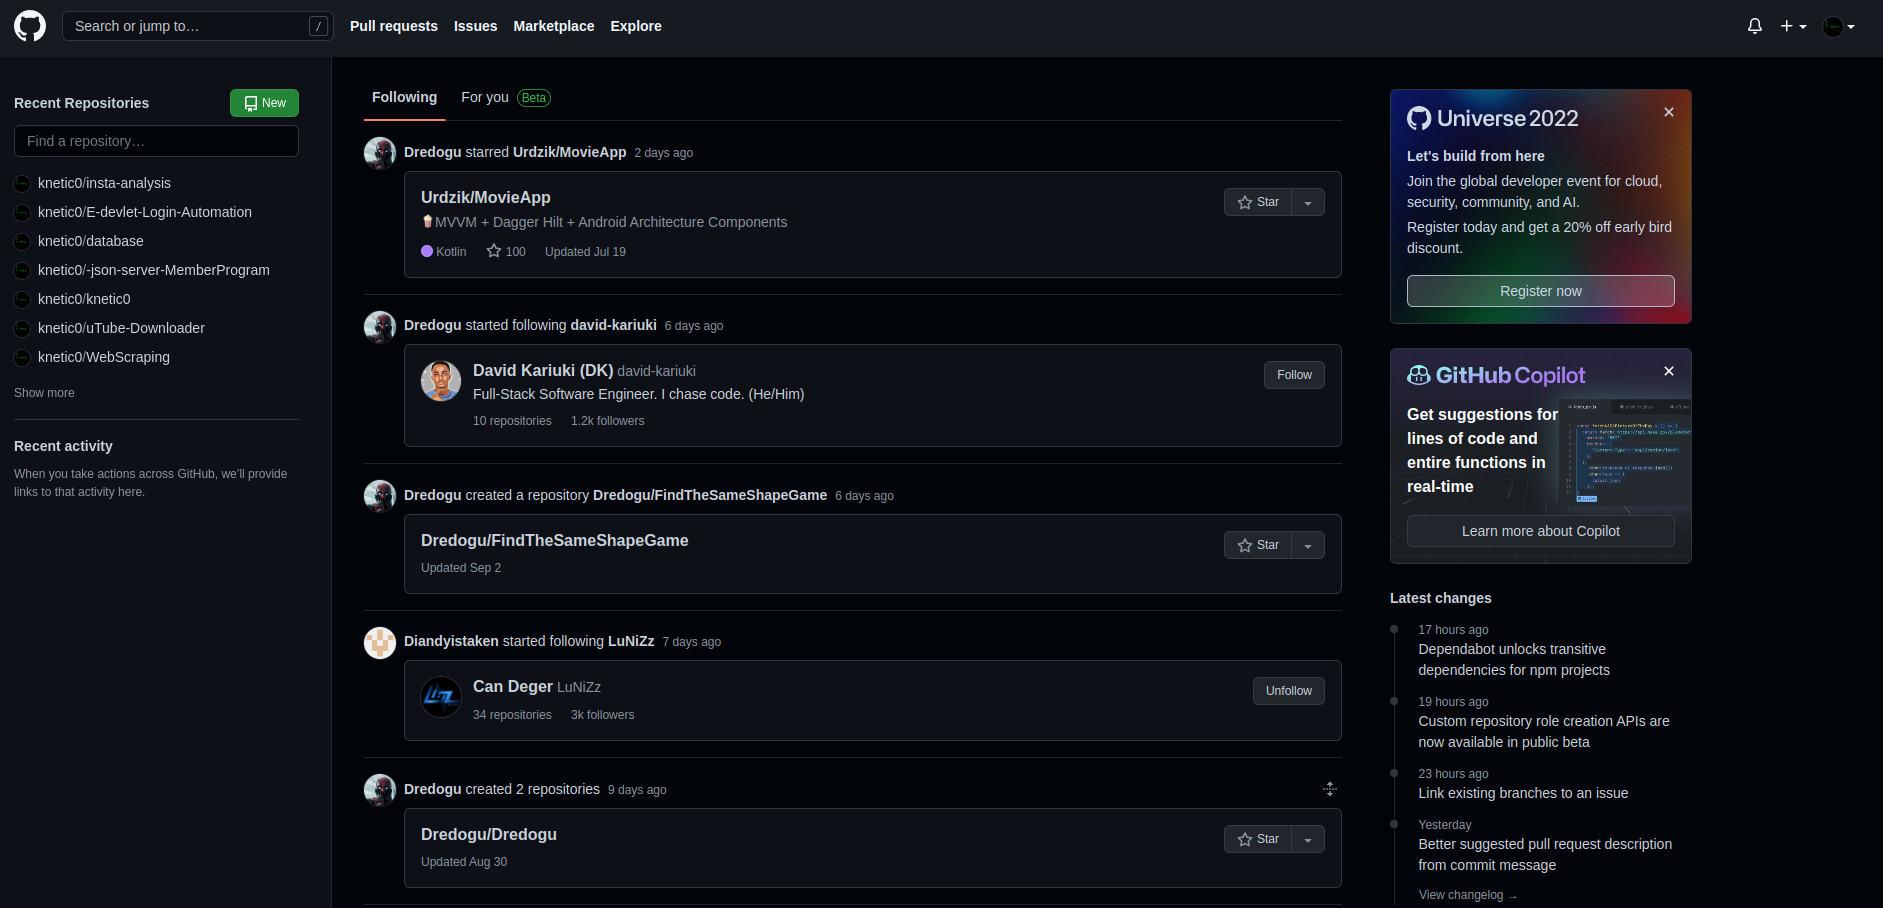 Search or jump to…
/
Pull requests
Issues
Marketplace
Explore
Recent Repositories
New
Find a repository…
knetic0/insta-analysis
knetic0/E-devlet-Login-Automation
knetic0/database
knetic0/-json-server-MemberProgram
knetic0/knetic0
knetic0/uTube-Downloader
knetic0/WebScraping
Show more
Recent activity
When you take actions across GitHub, we'll provide
links to that activity here.
Following
For you Beta
Dredogu starred Urdzik/MovieApp 2 days ago
Urdzik/MovieApp
Star
🍿MVVM + Dagger Hilt + Android Architecture Components
Kotlin 100 Updated Jul 19
Dredogu started following david-kariuki 6 days ago
David Kariuki (DK) david-kariuki
Follow
Full-Stack Software Engineer. I chase code. (He/Him)
10 repositories 1.2k followers
Dredogu created a repository Dredogu/FindTheSameShapeGame 6 days ago
Dredogu/FindTheSameShapeGame
Star
Updated Sep 2
Diandyistaken started following LuNiZz 7 days ago
Can Deger LuNiZz
Unfollow
34 repositories 3k followers
Dredogu created 2 repositories 9 days ago
Dredogu/Dredogu
Star
Updated Aug 30
Universe 2022
Let's build from here
Join the global developer event for cloud,
security, community, and AI.
Register today and get a 20% off early bird
discount.
Register now
GitHub Copilot
Get suggestions for
lines of code and
entire functions in
real-time
Learn more about Copilot
Latest changes
17 hours ago
Dependabot unlocks transitive
dependencies for npm projects
19 hours ago
Custom repository role creation APIs are
now available in public beta
23 hours ago
Link existing branches to an issue
Yesterday
Better suggested pull request description
from commit message
View changelog →